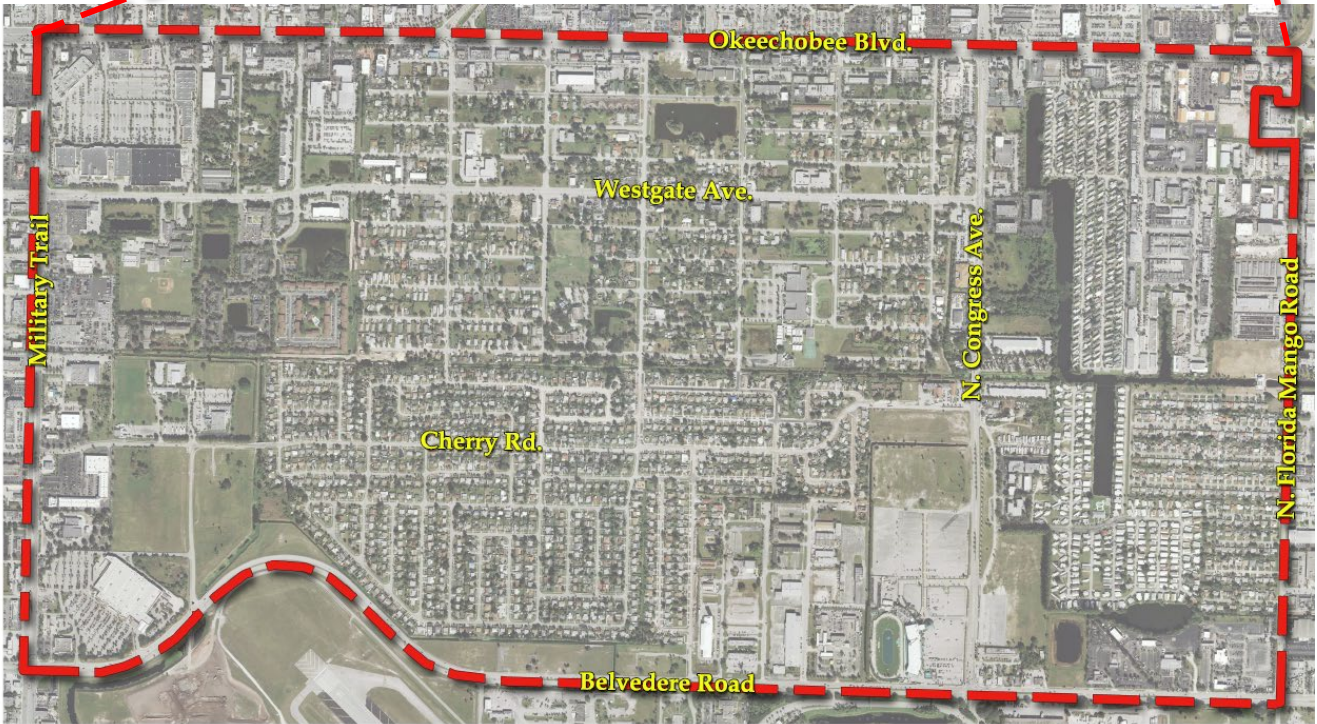 Okeechobee Blvd.
Westgate Ave.
Military Trail
N. Congress Ave.
N. Florida Mango Road
Cherry Rd.
Belvedere Road